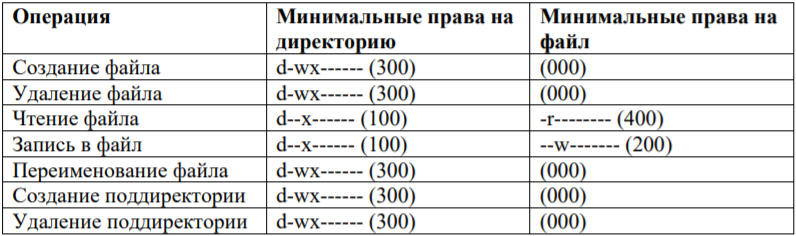 Операция Минимальные права на директорию Минимальные права на файл
Создание файла d-wx------ (300) (000)
Удаление файла d-wx------ (300) (000)
Чтение файла d--x------ (100) -r-------- (400)
Запись в файл d--x------ (100) --w------- (200)
Переименование файла d-wx------ (300) (000)
Создание поддиректории d-wx------ (300) (000)
Удаление поддиректории d-wx------ (300) (000)